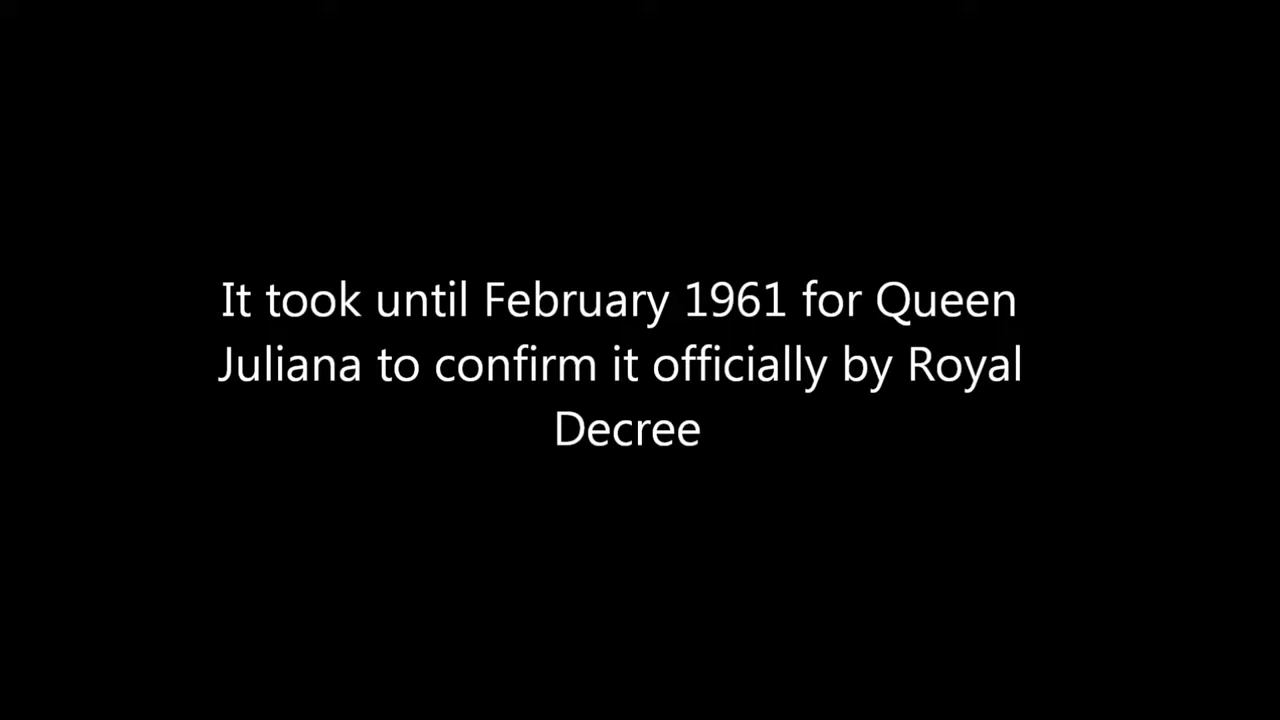 It took until February 1961 for Queen
Juliana to confirm it officially by Royal
Decree